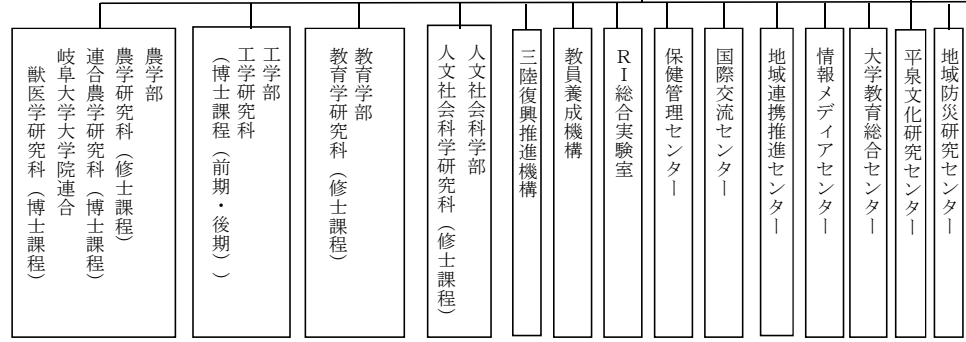 地域防災研究センター
平泉文化研究センター
大学教育総合センター
情報メディアセンター
地域連携推進センター
国際交流センター
保健管理センター
ＲＩ総合実験室
教員養成機構
三陸復興推進機構
人文社会科学部
人文社会科学研究科（修士課程）
教育学部
教育学研究科（修士課程）
工学部
工学研究科
（博士課程（前期・後期））
農学部
農学研究科（修士課程）
連合農学研究科（博士課程）
岐阜大学大学院連合
獣医学研究科（博士課程）